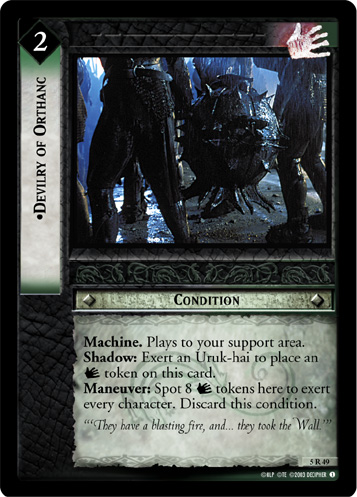 2
•Devilry of Orthanc
Condition
Machine. Plays to your support area.
Shadow: Exert an Uruk-hai to place an
token on this card.
Maneuver: Spot 8 tokens here to exert
every character. Discard this condition.
"'They have a blasting fire, and... they took the Wall.'"
5 R 49
©NLP ©TE ©2003 DECIPHER